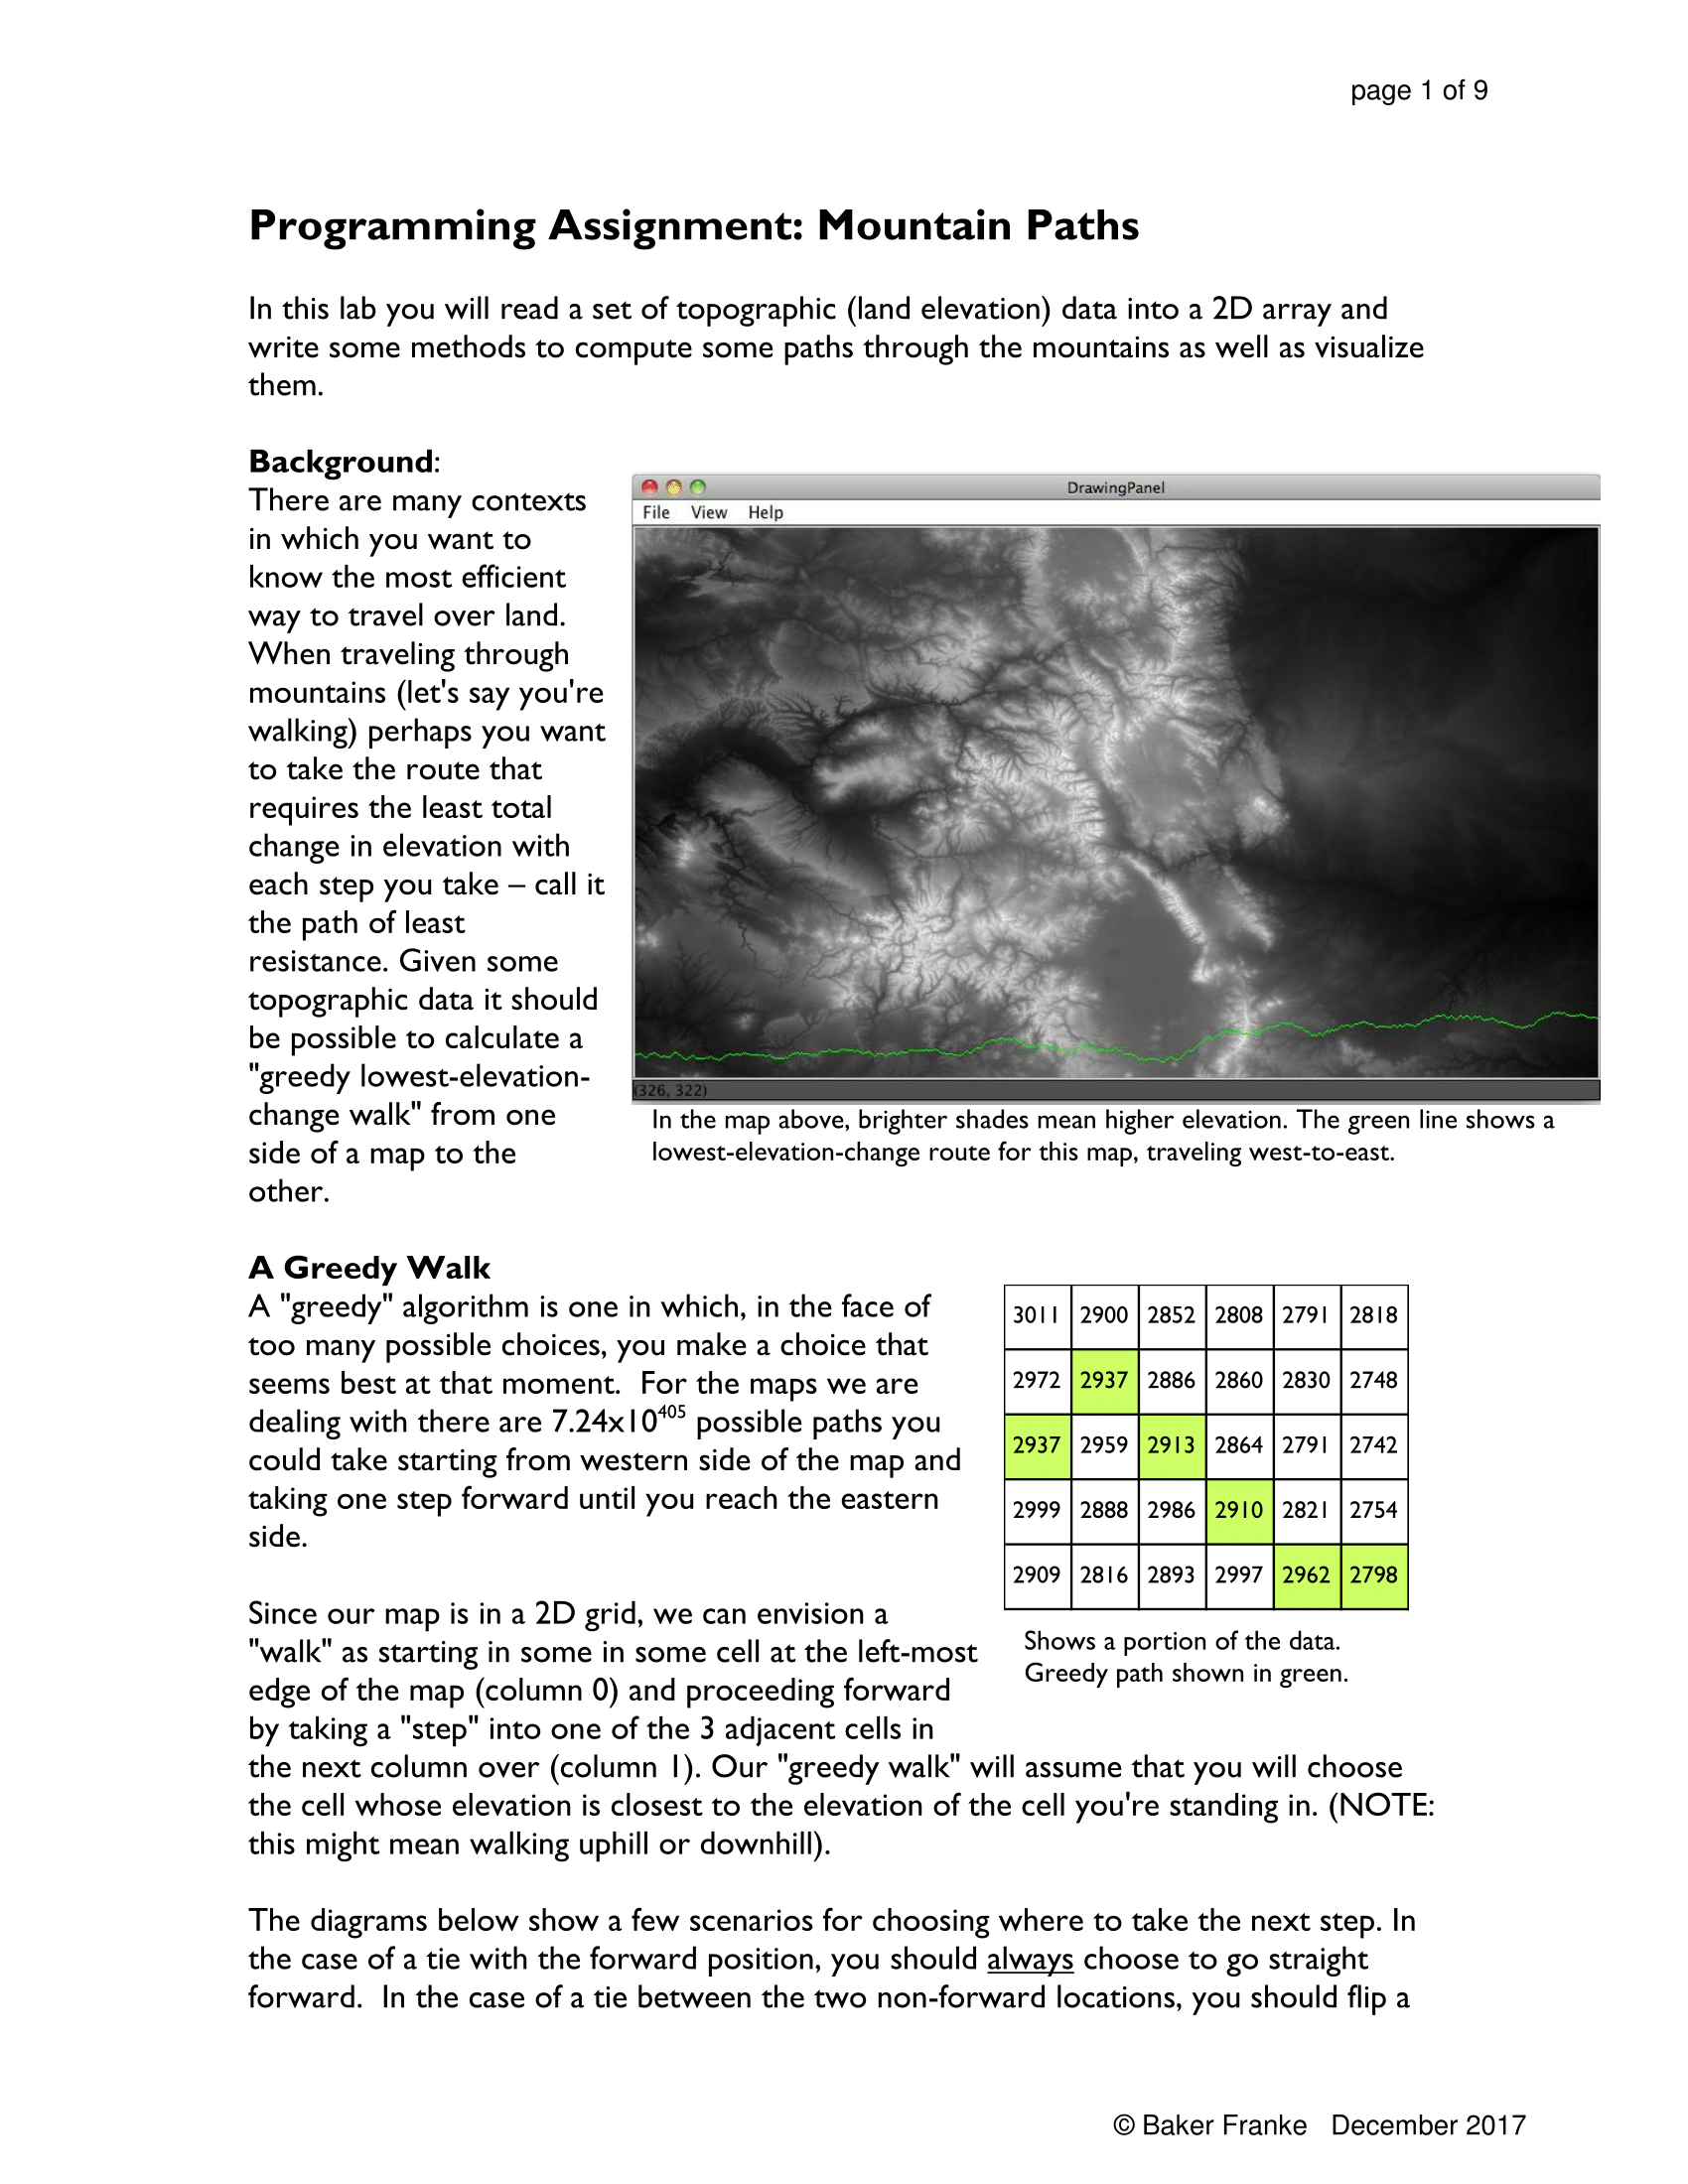 page 1 of 9
Programming Assignment: Mountain Paths
In this lab you will read a set of topographic (land elevation) data into a 2D array and
write some methods to compute some paths through the mountains as well as visualize
them.
Background:
There are many contexts
in which you want to
know the most efficient
way to travel over land.
When traveling through
mountains (let's say you're
walking) perhaps you want
to take the route that
requires the least total
change in elevation with
each step you take – call it
the path of least
resistance. Given some
topographic data it should
be possible to calculate a
"greedy lowest-elevation-
change walk" from one
side of a map to the
other.
DrawingPanel
File View Help
(326, 322)
In the map above, brighter shades mean higher elevation. The green line shows a
lowest-elevation-change route for this map, traveling west-to-east.
A Greedy Walk
A "greedy" algorithm is one in which, in the face of
too many possible choices, you make a choice that
seems best at that moment.  For the maps we are
dealing with there are 7.24x10^405 possible paths you
could take starting from western side of the map and
taking one step forward until you reach the eastern
side.
3011 2900 2852 2808 2791 2818
2972 2937 2886 2860 2830 2748
2937 2959 2913 2864 2791 2742
2999 2888 2986 2910 2821 2754
2909 2816 2893 2997 2962 2798
Shows a portion of the data.
Greedy path shown in green.
Since our map is in a 2D grid, we can envision a
"walk" as starting in some in some cell at the left-most
edge of the map (column 0) and proceeding forward
by taking a "step" into one of the 3 adjacent cells in
the next column over (column 1). Our "greedy walk" will assume that you will choose
the cell whose elevation is closest to the elevation of the cell you're standing in. (NOTE:
this might mean walking uphill or downhill).
The diagrams below show a few scenarios for choosing where to take the next step. In
the case of a tie with the forward position, you should always choose to go straight
forward.  In the case of a tie between the two non-forward locations, you should flip a
© Baker Franke   December 2017